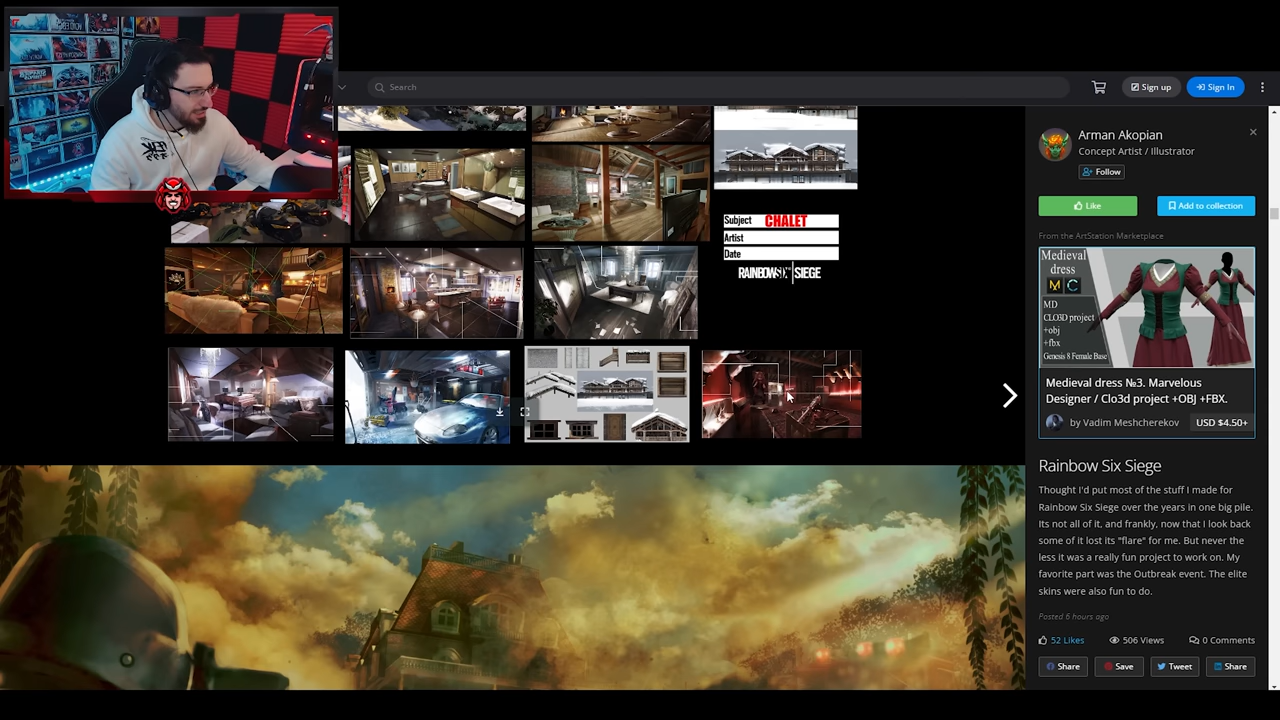 Search
Sign up
Sign In
Arman Akopian
Concept Artist / Illustrator
Follow
Like
Add to collection
From the ArtStation Marketplace
Medieval
dress
M C
MD
CLO3D project
+obj
+fbx
Genesis 8 Female Base
Medieval dress №3. Marvelous
Designer / Clo3d project +OBJ +FBX.
by Vadim Meshcherekov
USD $4.50+
Rainbow Six Siege
Thought I'd put most of the stuff I made for
Rainbow Six Siege over the years in one big pile.
Its not all of it, and frankly, now that I look back
some of it lost its "flare" for me. But never the
less it was a really fun project to work on. My
favorite part was the Outbreak event. The elite
skins were also fun to do.
Posted 6 hours ago
52 Likes
506 Views
0 Comments
Share
Save
Tweet
Share
Subject CHALET
Artist
Date
RAINBOW SIX SIEGE